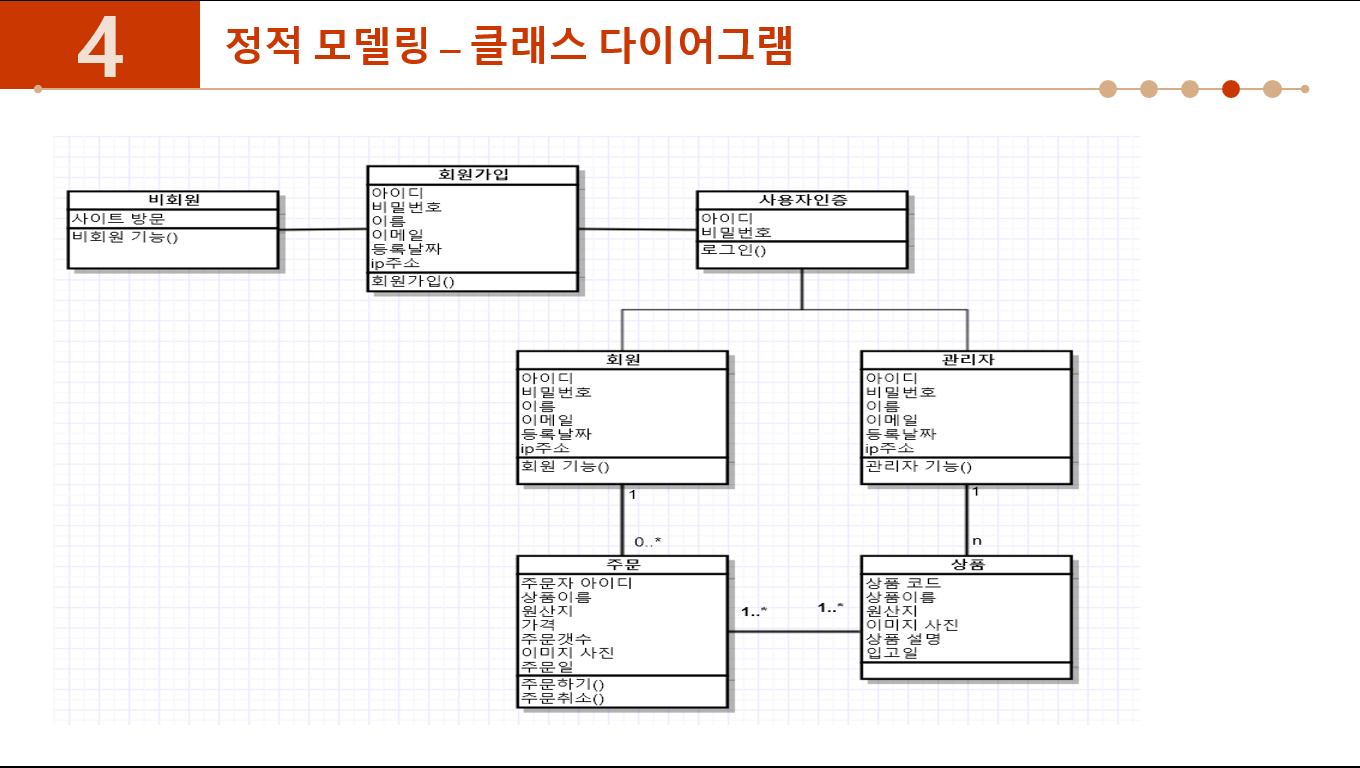 4
정적 모델링 – 클래스 다이어그램
비회원
사이트 방문
비회원 기능()
회원가입
아이디
비밀번호
이름
이메일
등록날짜
ip주소
회원가입()
사용자인증
아이디
비밀번호
로그인()
회원
아이디
비밀번호
이름
이메일
등록날짜
ip주소
회원 기능()
관리자
아이디
비밀번호
이름
이메일
등록날짜
ip주소
관리자 기능()
1
0..*
1
n
주문
주문자 아이디
상품이름
원산지
가격
주문갯수
이미지 사진
주문일
주문하기()
주문취소()
1..*
1..*
상품
상품 코드
상품이름
원산지
이미지 사진
상품 설명
입고일